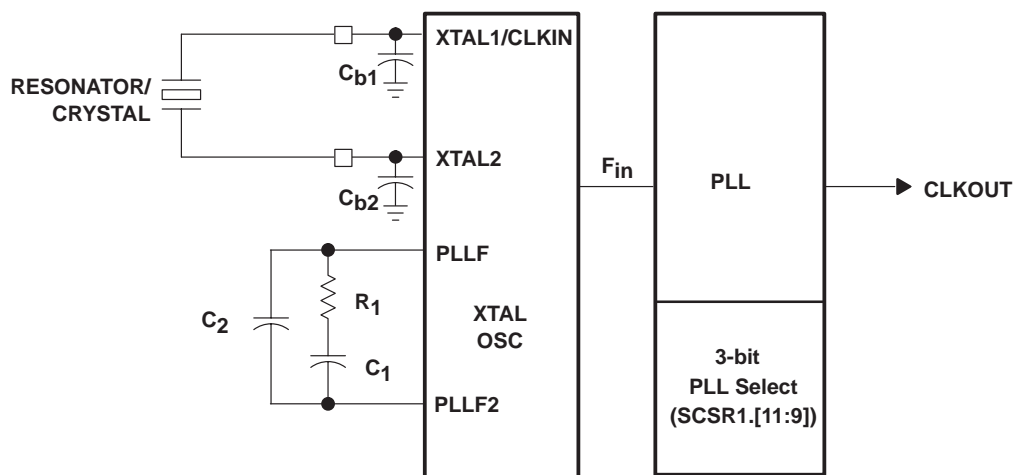 XTAL1/CLKIN
Cb1
RESONATOR/
CRYSTAL
XTAL2
Cb2
Fin
PLL
CLKOUT
PLLF
R1
C2
XTAL
OSC
C1
PLLF2
3-bit
PLL Select
(SCSR1.[11:9])